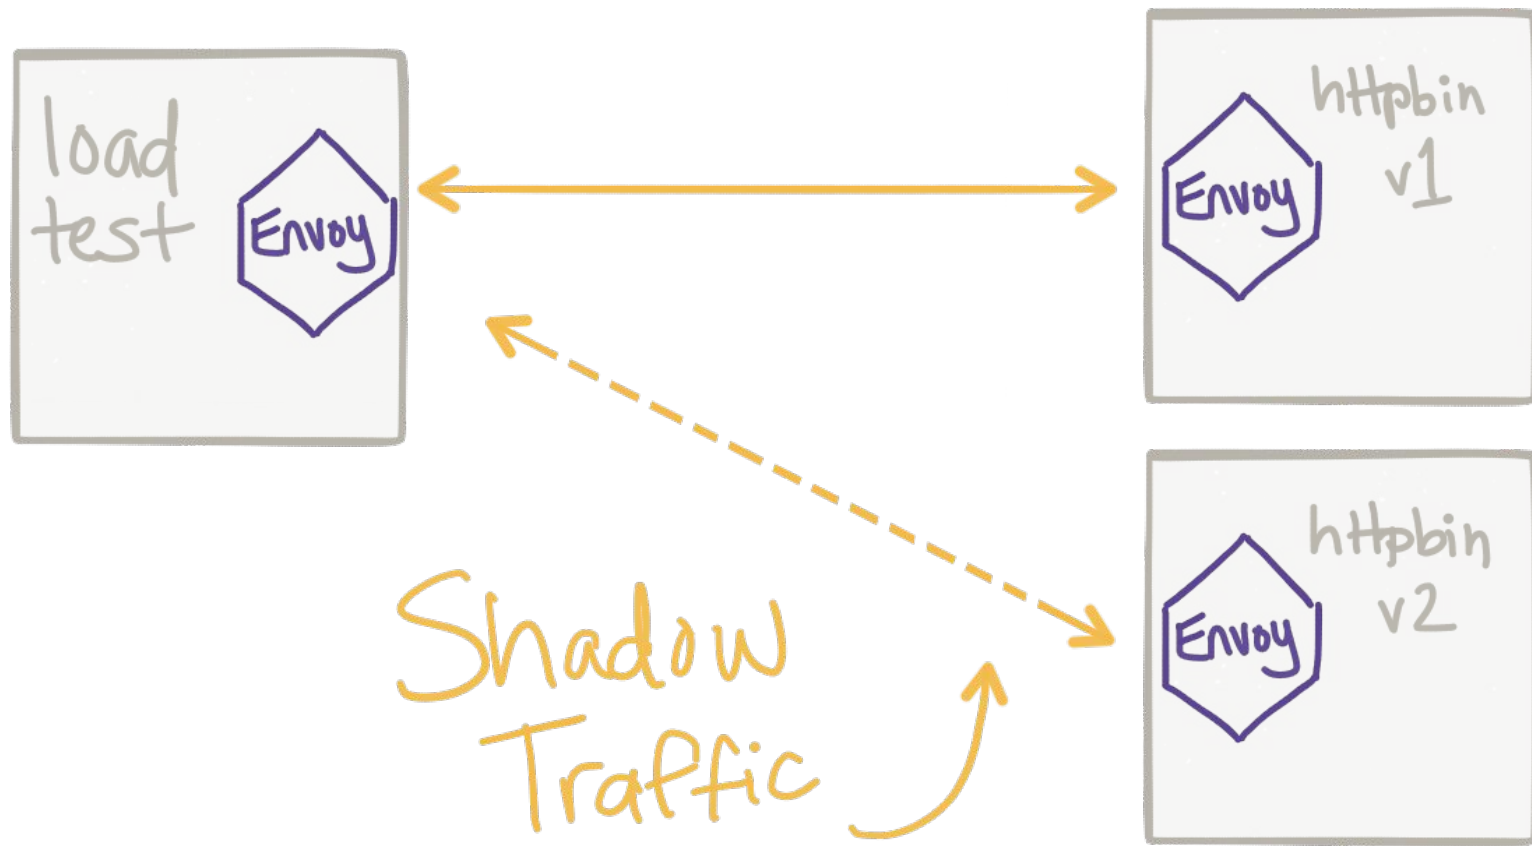 load
test
Envoy
httpbin
v1
Envoy
httpbin
v2
Envoy
Shadow
Traffic